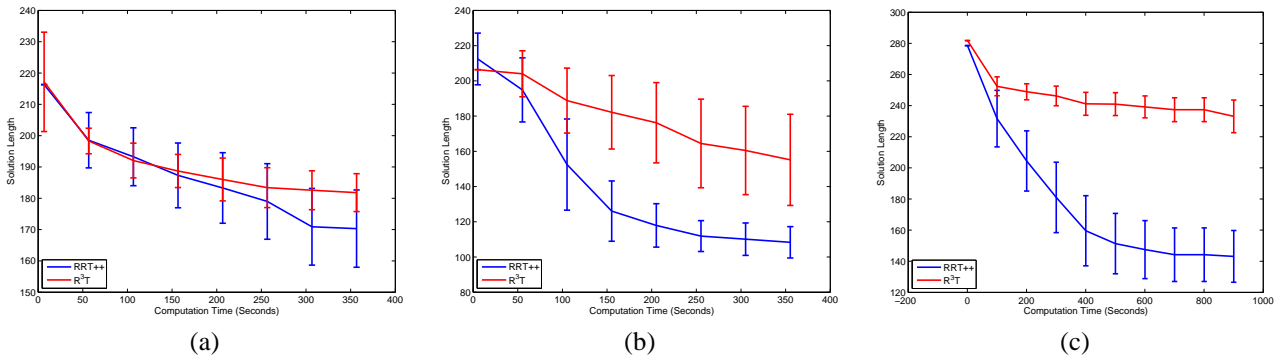 240
230
220
210
200
190
180
170
160
150
0 50 100 150 200 250 300 350 400
Solution Length
Computation Time (Seconds)
RRT++
R³T
(a)
240
220
200
180
160
140
120
100
80
0 50 100 150 200 250 300 350 400
Solution Length
Computation Time (Seconds)
RRT++
R³T
(b)
300
280
260
240
220
200
180
160
140
120
−200 0 200 400 600 800 1000
Solution Length
Computation Time (Seconds)
RRT++
R³T
(c)